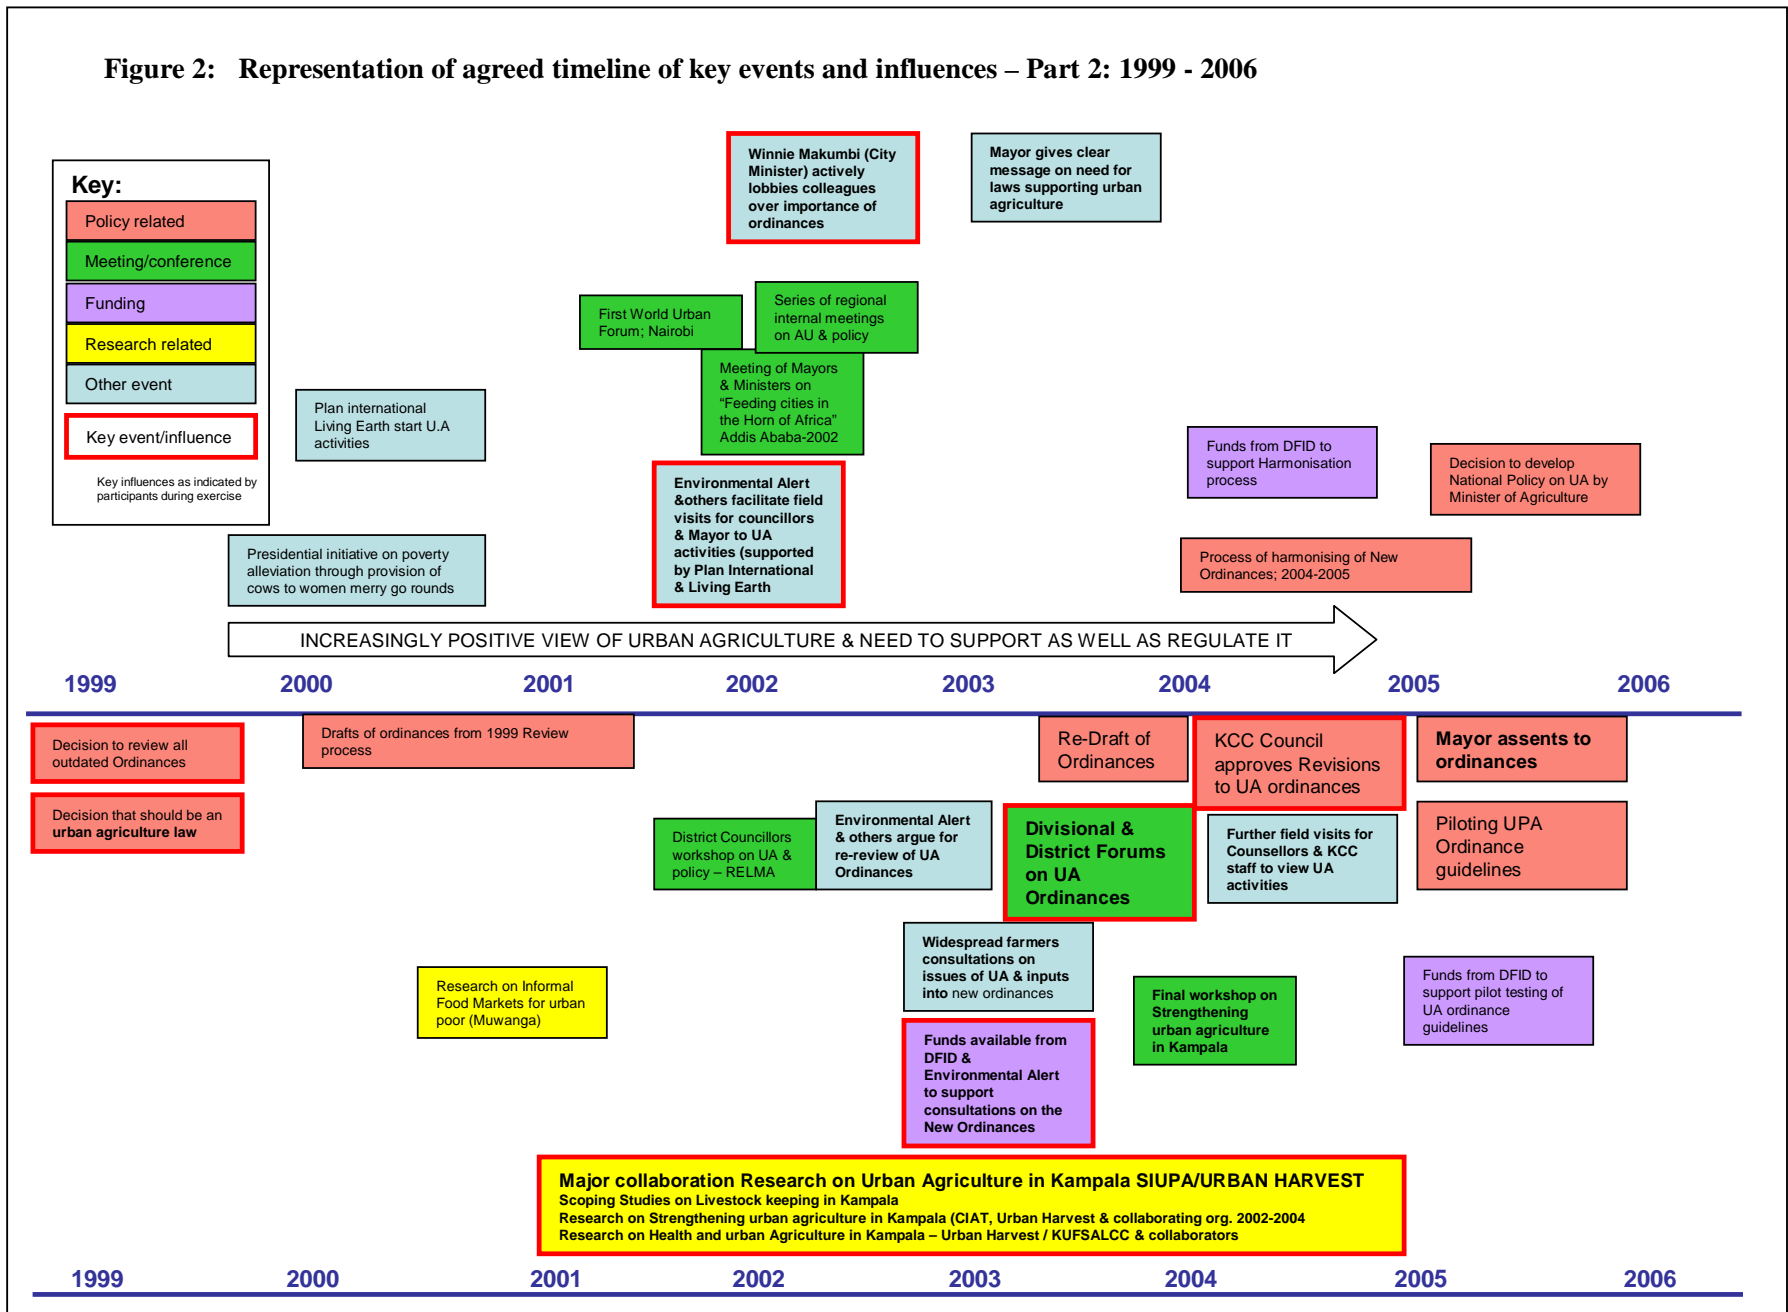 Figure 2: Representation of agreed timeline of key events and influences – Part 2: 1999 - 2006
Key:
Policy related
Meeting/conference
Funding
Research related
Other event
Key event/influence
Key influences as indicated by
participants during exercise
Winnie Makumbi (City
Minister) actively
lobbies colleagues
over importance of
ordinances
Mayor gives clear
message on need for
laws supporting urban
agriculture
First World Urban
Forum; Nairobi
Series of regional
internal meetings
on AU & policy
Meeting of Mayors
& Ministers on
“Feeding cities in
the Horn of Africa”
Addis Ababa-2002
Plan international
Living Earth start U.A
activities
Funds from DFID to
support Harmonisation
process
Decision to develop
National Policy on UA by
Minister of Agriculture
Environmental Alert
&others facilitate field
visits for councillors
& Mayor to UA
activities (supported
by Plan International
& Living Earth
Presidential initiative on poverty
alleviation through provision of
cows to women merry go rounds
Process of harmonising of New
Ordinances; 2004-2005
INCREASINGLY POSITIVE VIEW OF URBAN AGRICULTURE & NEED TO SUPPORT AS WELL AS REGULATE IT
1999 2000 2001 2002 2003 2004 2005 2006
Decision to review all
outdated Ordinances
Drafts of ordinances from 1999 Review
process
Re-Draft of
Ordinances
KCC Council
approves Revisions
to UA ordinances
Mayor assents to
ordinances
Decision that should be an
urban agriculture law
District Councillors
workshop on UA &
policy – RELMA
Environmental Alert
& others argue for
re-review of UA
Ordinances
Divisional &
District Forums
on UA
Ordinances
Further field visits for
Counsellors & KCC
staff to view UA
activities
Piloting UPA
Ordinance
guidelines
Widespread farmers
consultations on
issues of UA & inputs
into new ordinances
Research on Informal
Food Markets for urban
poor (Muwanga)
Final workshop on
Strengthening
urban agriculture
in Kampala
Funds from DFID to
support pilot testing of
UA ordinance
guidelines
Funds available from
DFID &
Environmental Alert
to support
consultations on the
New Ordinances
Major collaboration Research on Urban Agriculture in Kampala SIUPA/URBAN HARVEST
Scoping Studies on Livestock keeping in Kampala
Research on Strengthening urban agriculture in Kampala (CIAT, Urban Harvest & collaborating org. 2002-2004
Research on Health and urban Agriculture in Kampala – Urban Harvest / KUFSALCC & collaborators
1999 2000 2001 2002 2003 2004 2005 2006